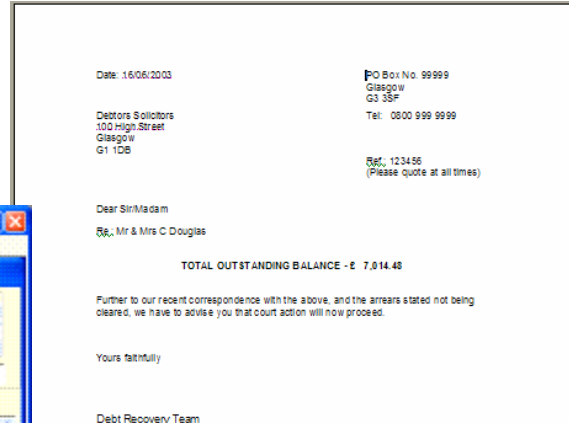 Date: 16/06/2003
PO Box No. 99999
Glasgow
G3 3SF
Debtors Solicitors
100 High Street
Glasgow
G1 1DB
Tel: 0800 999 9999
Ref.: 123456
(Please quote at all times)
Dear Sir/Madam
Re.: Mr & Mrs C Douglas
TOTAL OUTSTANDING BALANCE - £ 7,014.48
Further to our recent correspondence with the above, and the arrears stated not being
cleared, we have to advise you that court action will now proceed.
Yours faithfully
Debt Recovery Team